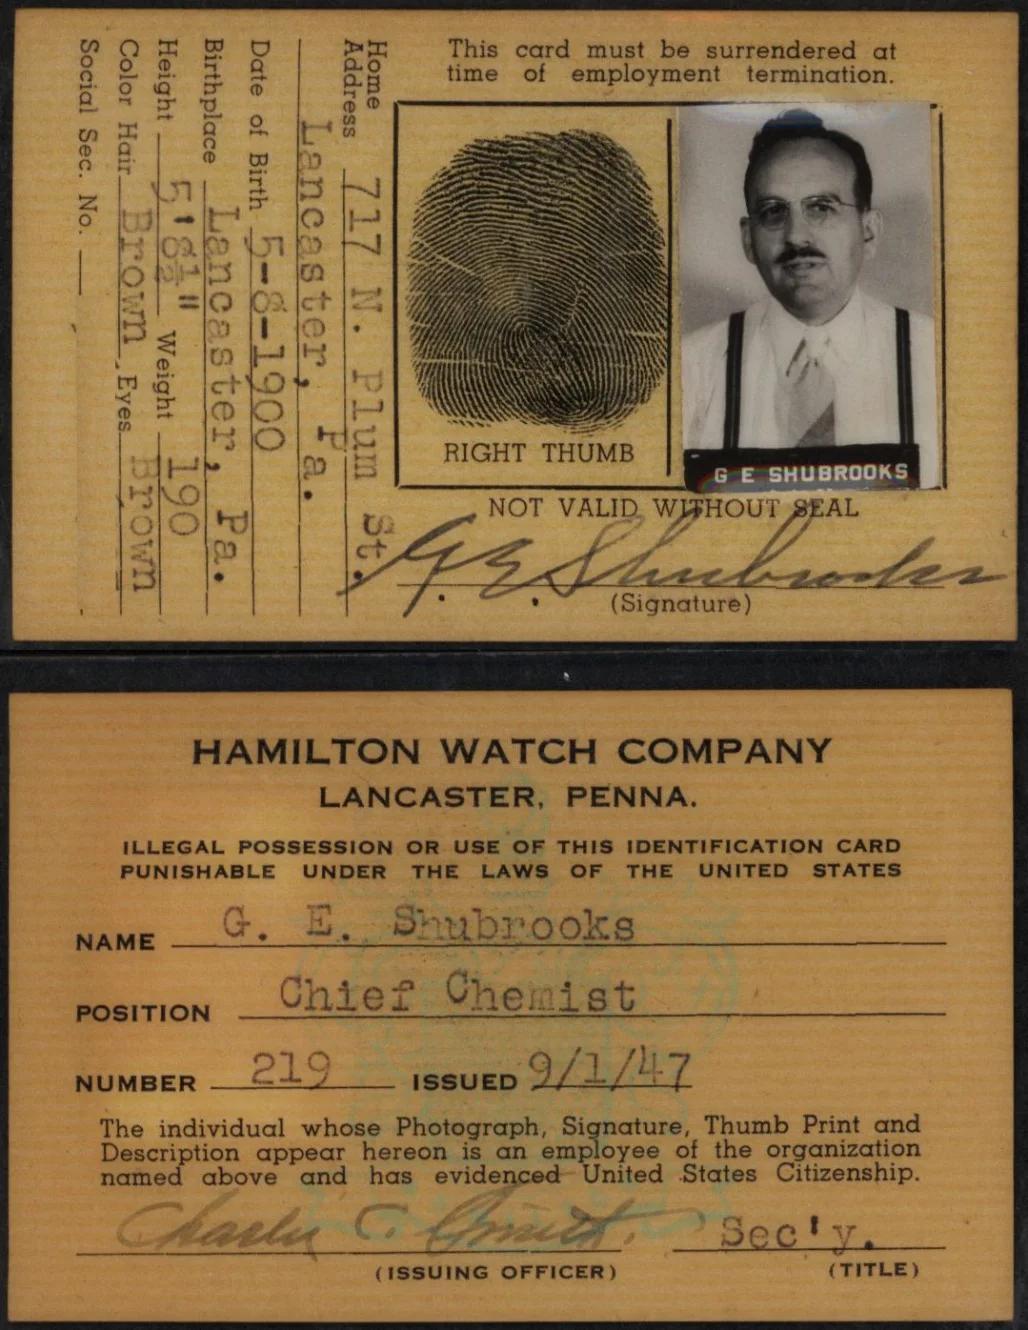 This card must be surrendered at
time of employment termination.
RIGHT THUMB
G E SHUBROOKS
NOT VALID WITHOUT SEAL
G. E. Shubrooks
(Signature)
Home Address 717 N. Plum St.
Lancaster, Pa.
Date of Birth 5-8-1900
Birthplace Lancaster, Pa.
Height 5'8½" Weight 190
Color Hair Brown Eyes Brown
Social Sec. No.
HAMILTON WATCH COMPANY
LANCASTER, PENNA.
ILLEGAL POSSESSION OR USE OF THIS IDENTIFICATION CARD
PUNISHABLE UNDER THE LAWS OF THE UNITED STATES
NAME G. E. Shubrooks
POSITION Chief Chemist
NUMBER 219 ISSUED 9/1/47
The individual whose Photograph, Signature, Thumb Print and
Description appear hereon is an employee of the organization
named above and has evidenced United States Citizenship.
Charles C. Sec'y.
(ISSUING OFFICER) (TITLE)